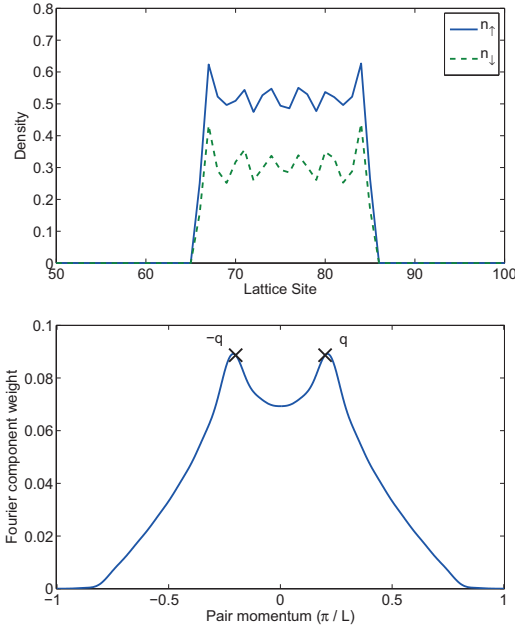 0.8
0.7
0.6
0.5
0.4
0.3
0.2
0.1
0
Density
50 60 70 80 90 100
Lattice Site
n↑
n↓
0.1
0.08
0.06
0.04
0.02
0
Fourier component weight
−q q
−1 −0.5 0 0.5 1
Pair momentum (π / L)